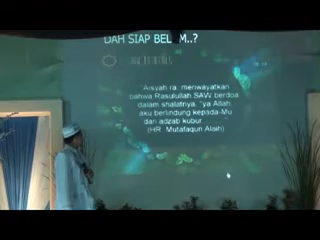 DAH SIAP BELUM..?
Aisyah ra. meriwayatkan
bahwa Rasulullah SAW berdoa
dalam shalatnya. "ya Allah
aku berlindung kepada-Mu
dari adzab kubur.
(HR. Mutafaqun Alaih)